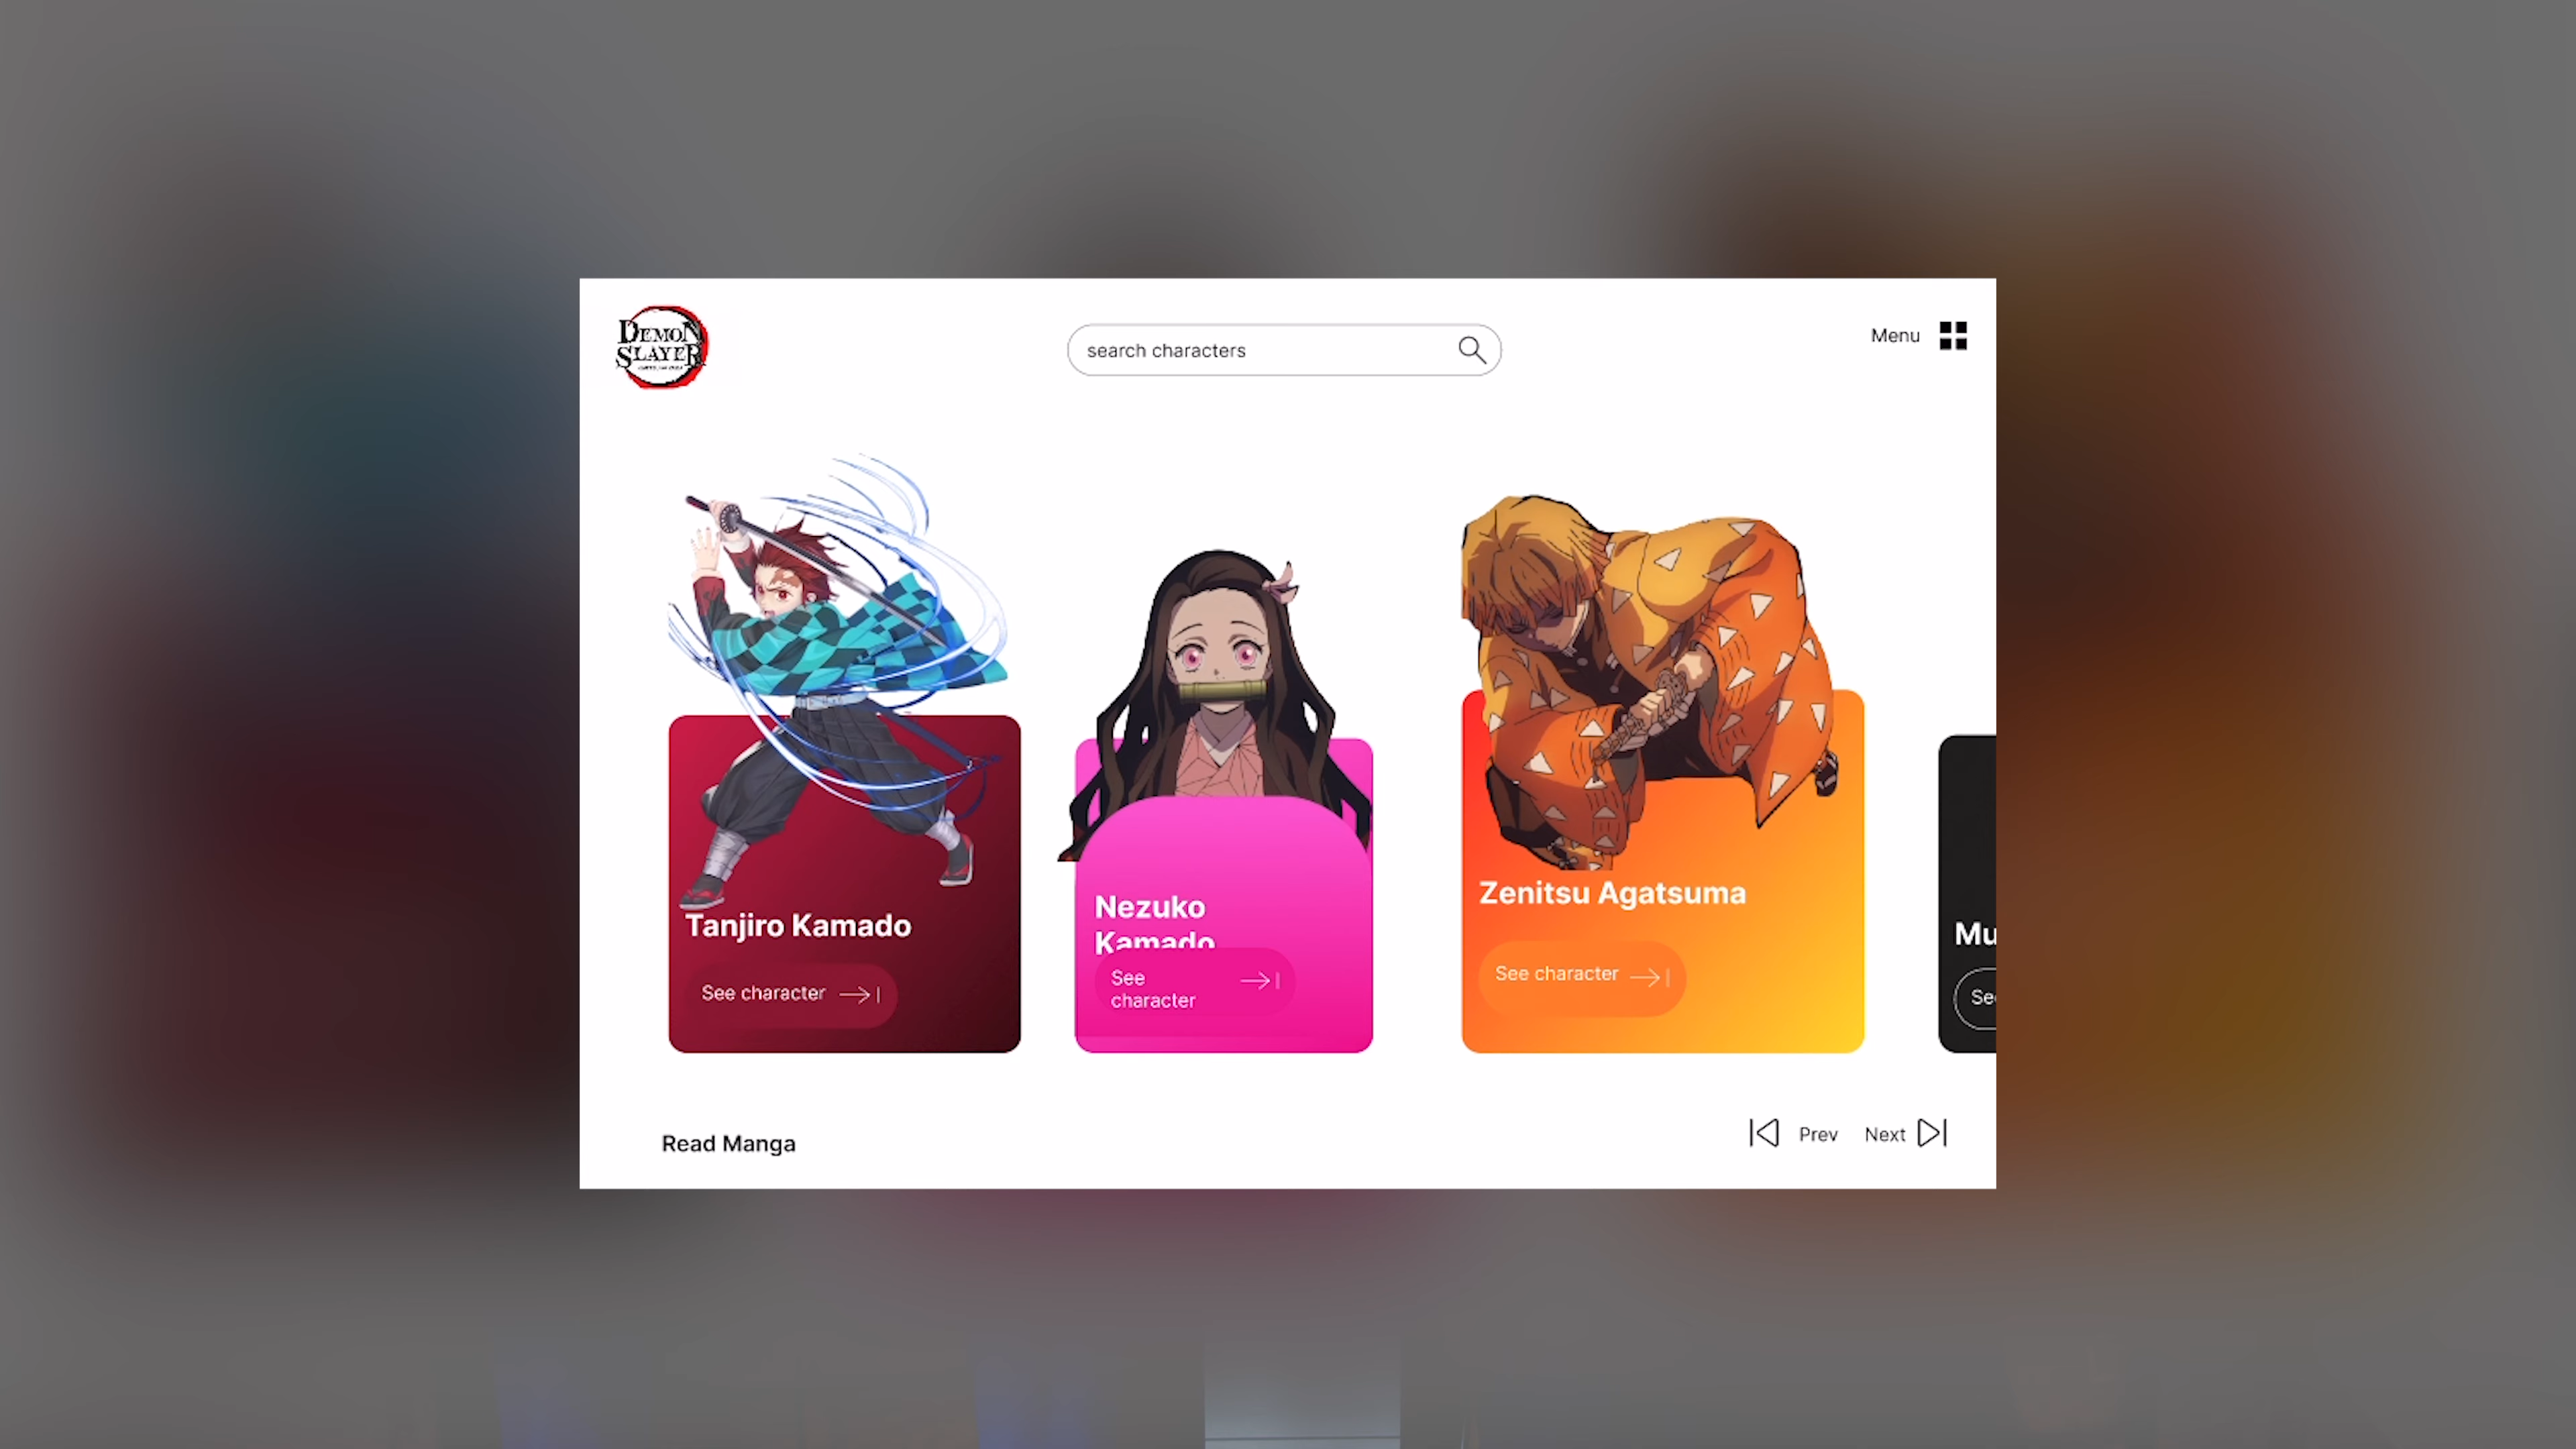 DEMON
SLAYER
search characters
Menu
Tanjiro Kamado
See character
Nezuko
Kamado
See
character
Zenitsu Agatsuma
See character
Mu
See
Read Manga
Prev
Next